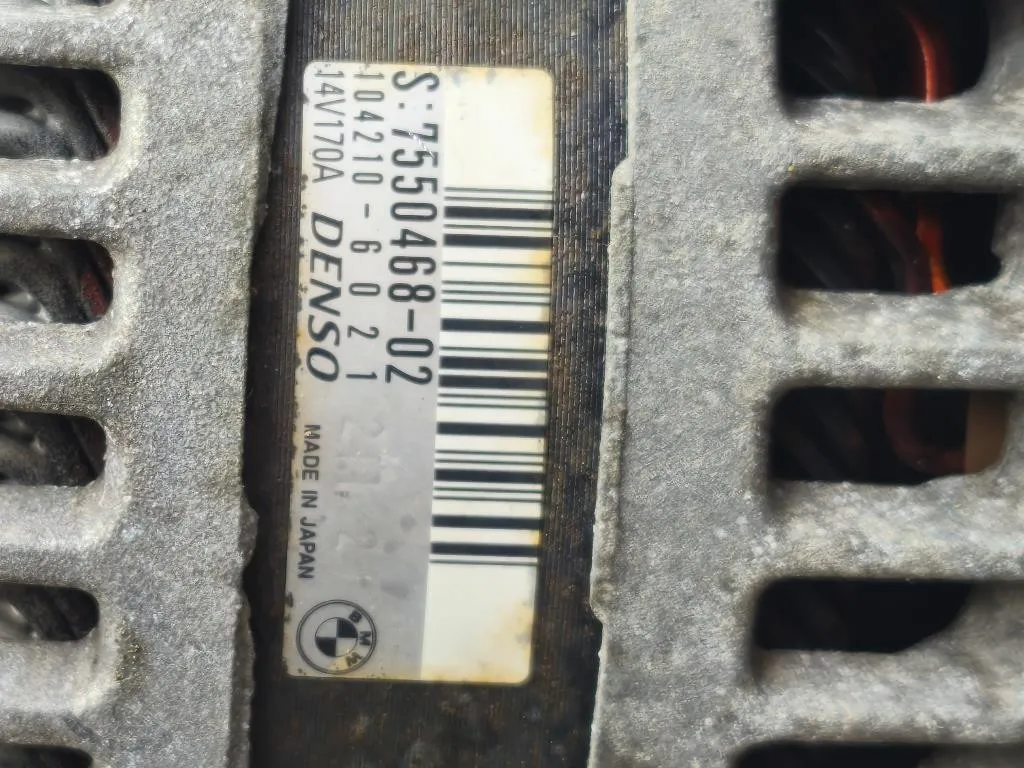 S:7550468-02
104210-6021
14V170A DENSO MADE IN JAPAN
BMW